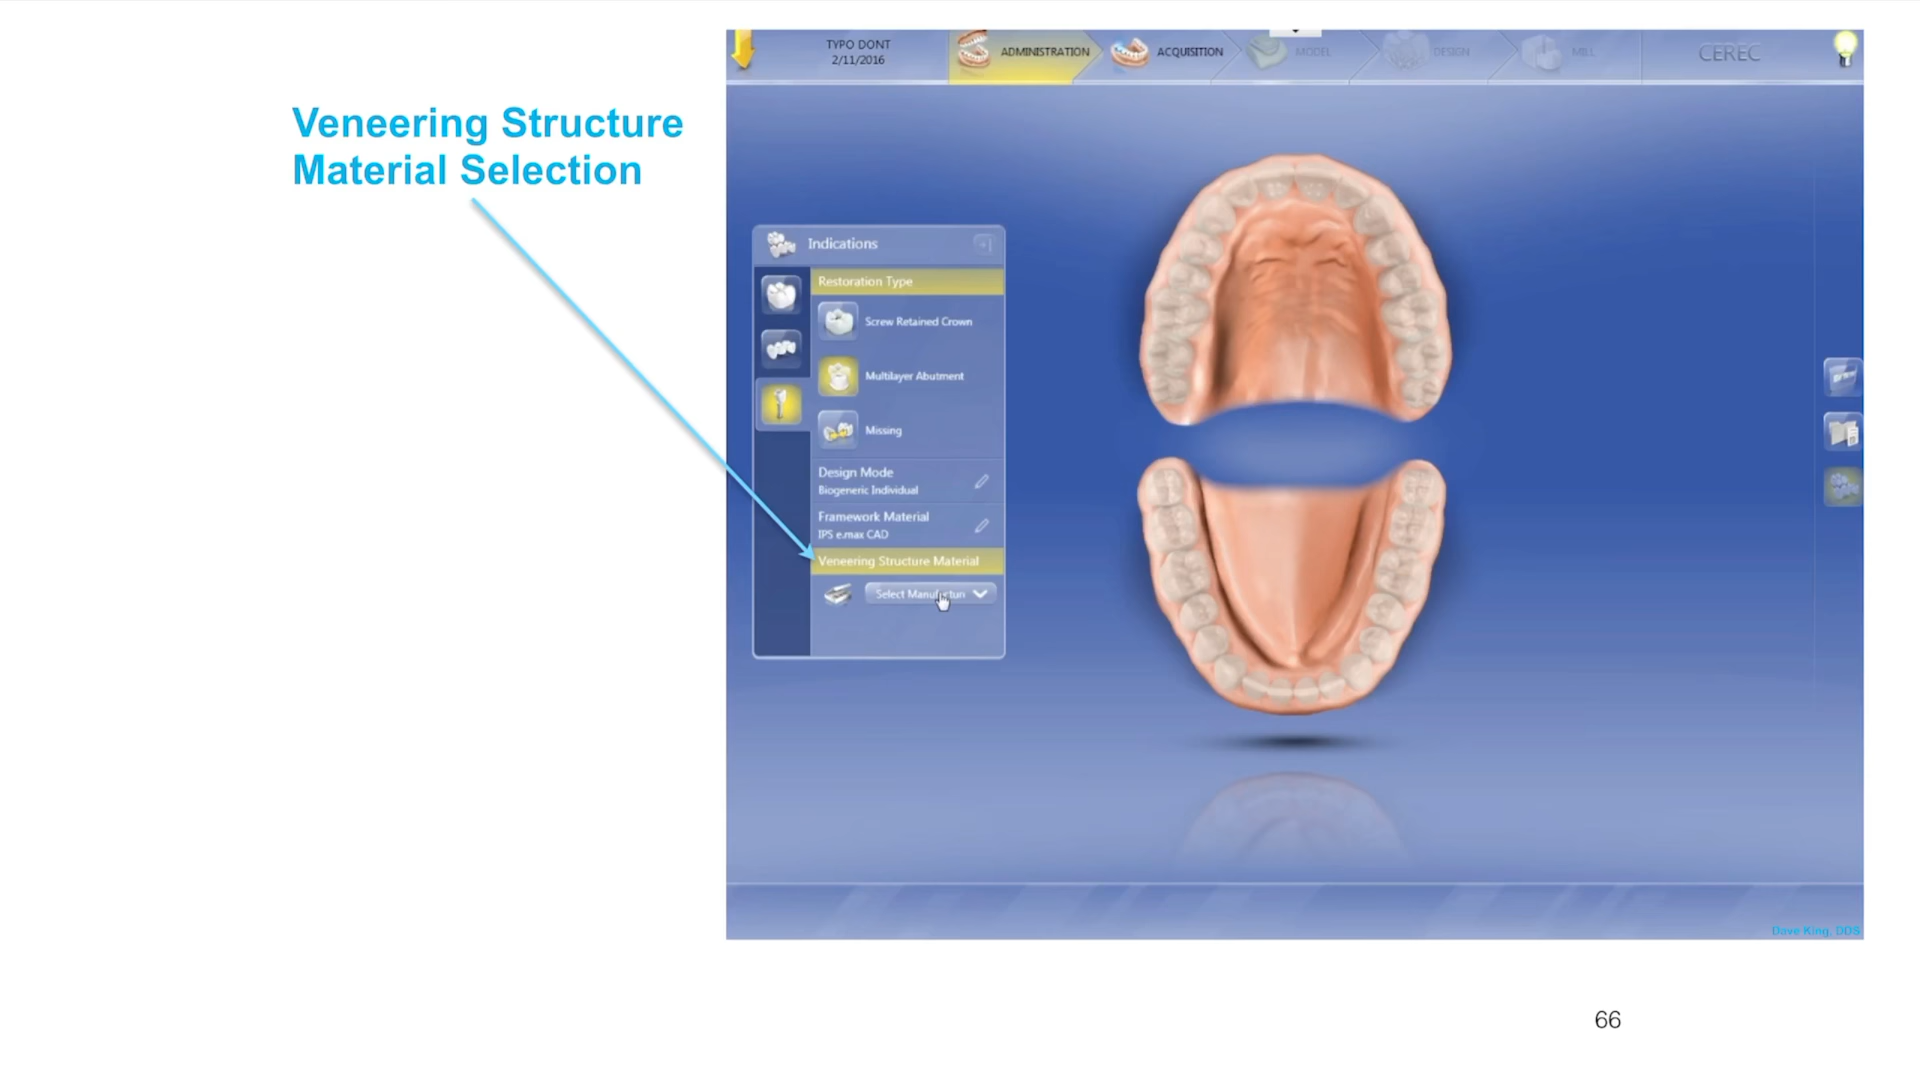 Veneering Structure
Material Selection
TYPO DONT
2/11/2016
ADMINISTRATION
ACQUISITION
MODEL
DESIGN
MILL
CEREC
Indications
Restoration Type
Screw Retained Crown
Multilayer Abutment
Missing
Design Mode
Biogeneric Individual
Framework Material
IPS e.max CAD
Veneering Structure Material
Select
Dave King, DDS
66